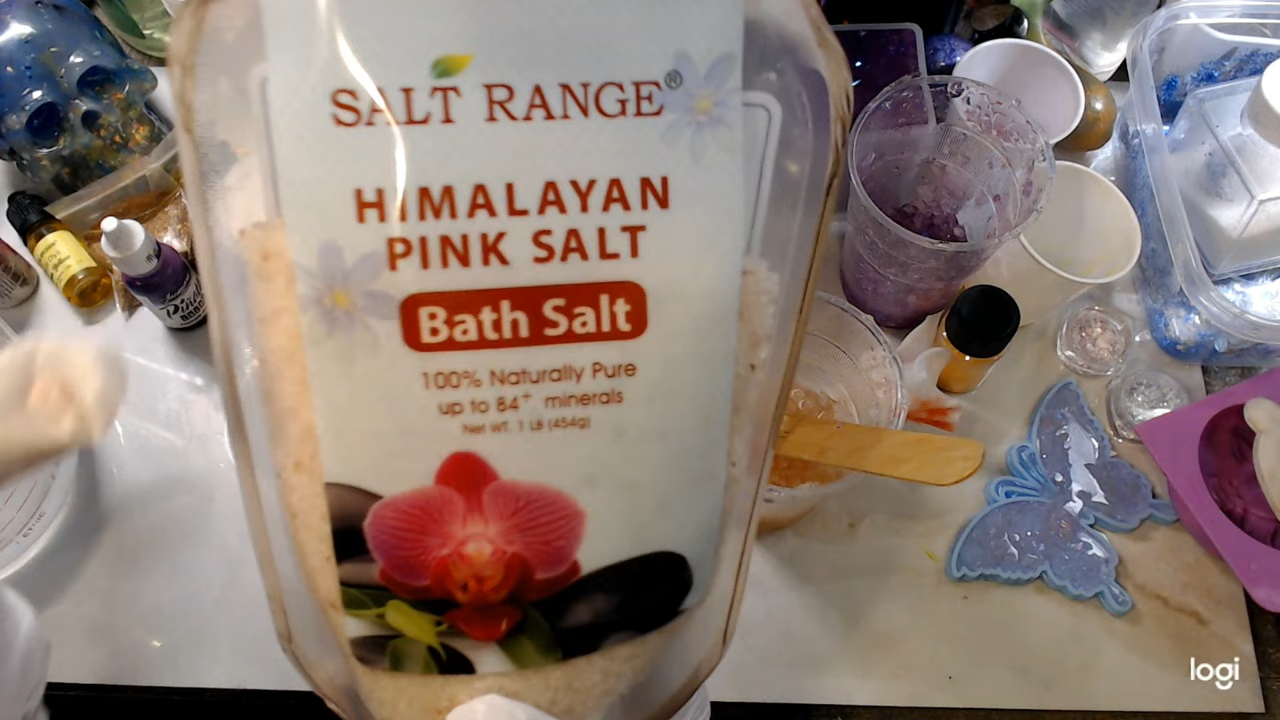 SALT RANGE®
HIMALAYAN
PINK SALT
Bath Salt
100% Naturally Pure
up to 84+ minerals
Net WT. 1 LB (454g)
logi